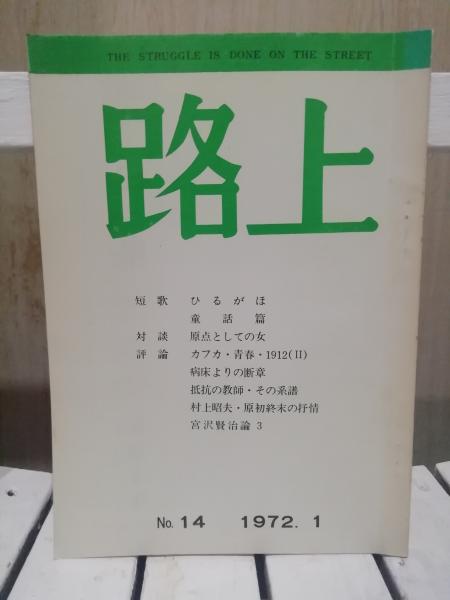 THE STRUGGLE IS DONE ON THE STREET
路上
短歌 ひるがほ
童話篇
対談 原点としての女
評論 カフカ・青春・1912(II)
病床よりの断章
抵抗の教師・その系譜
村上昭夫・原初終末の抒情
宮沢賢治論 3
No. 14 1972. 1